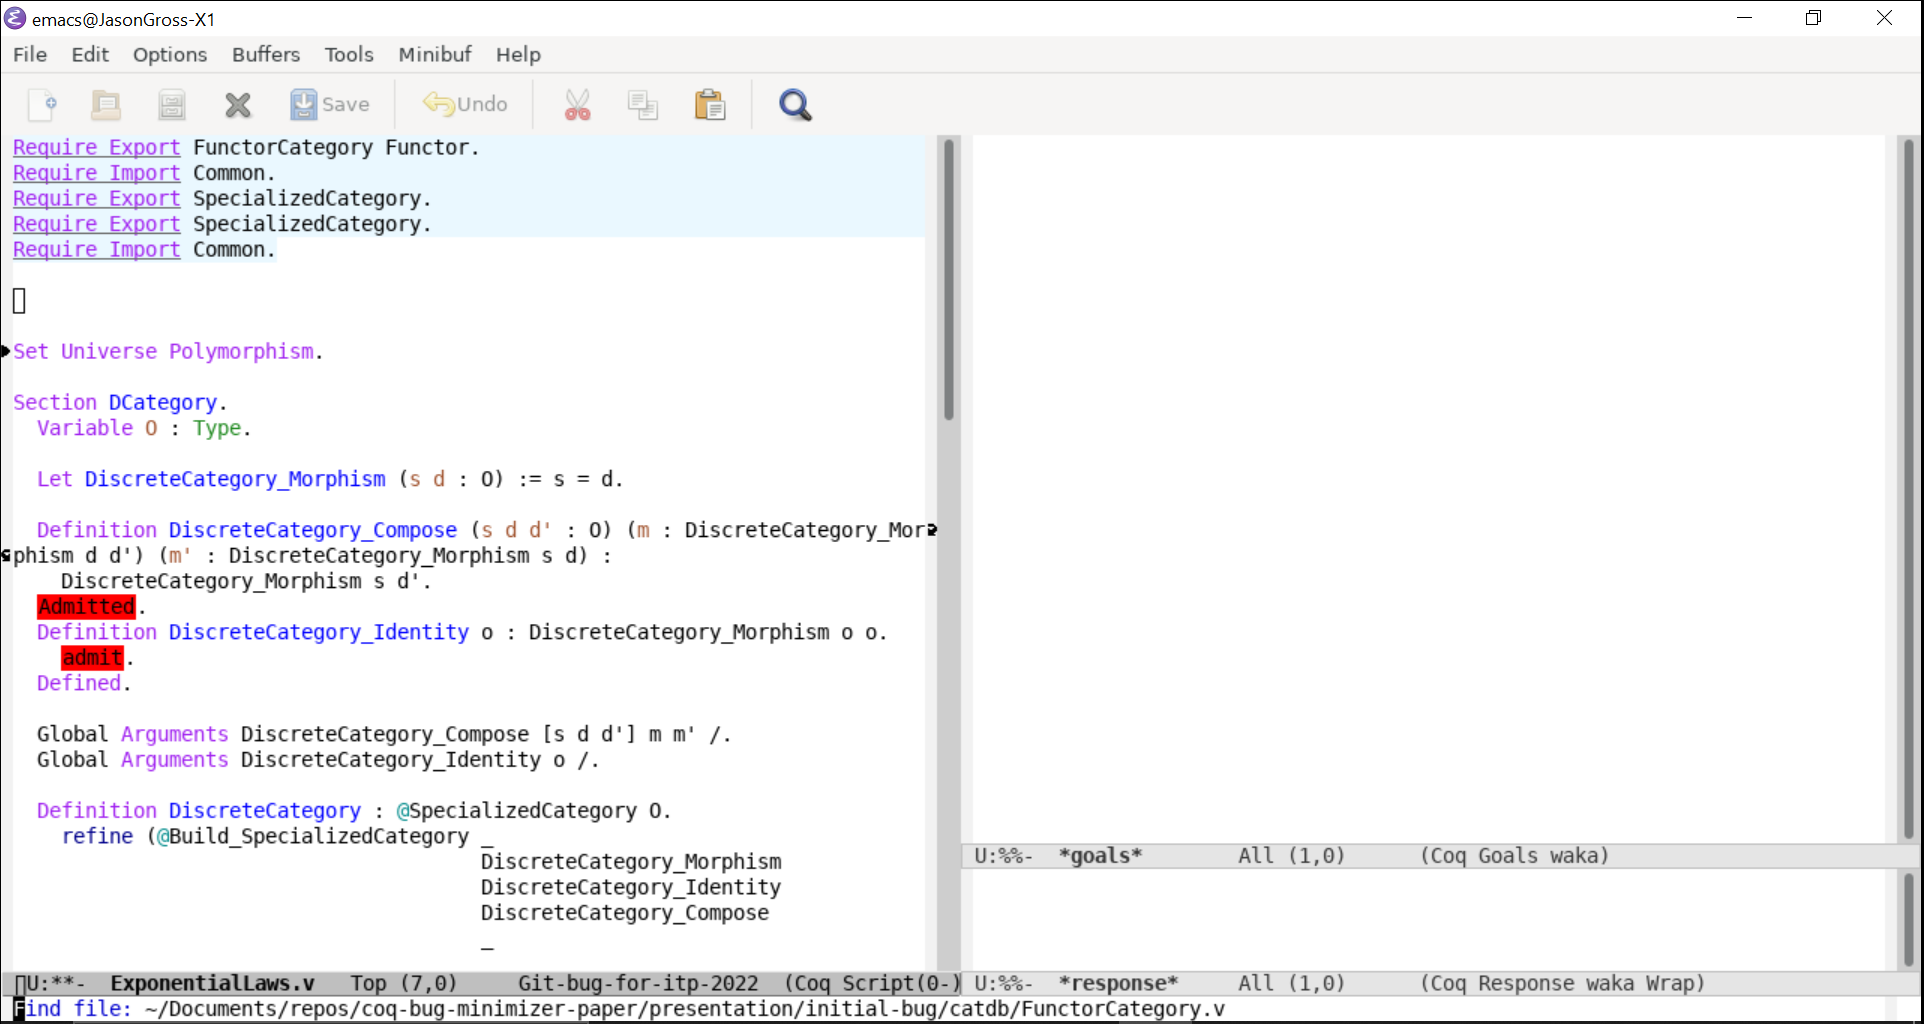 emacs@JasonGross-X1
File Edit Options Buffers Tools Minibuf Help
Save Undo
Require Export FunctorCategory Functor.
Require Import Common.
Require Export SpecializedCategory.
Require Export SpecializedCategory.
Require Import Common.
Set Universe Polymorphism.
Section DCategory.
Variable O : Type.
Let DiscreteCategory_Morphism (s d : O) := s = d.
Definition DiscreteCategory_Compose (s d d' : O) (m : DiscreteCategory_Mor
phism d d') (m' : DiscreteCategory_Morphism s d) :
DiscreteCategory_Morphism s d'.
Admitted.
Definition DiscreteCategory_Identity o : DiscreteCategory_Morphism o o.
admit.
Defined.
Global Arguments DiscreteCategory_Compose [s d d'] m m' /.
Global Arguments DiscreteCategory_Identity o /.
Definition DiscreteCategory : @SpecializedCategory O.
refine (@Build_SpecializedCategory _
DiscreteCategory_Morphism
DiscreteCategory_Identity
DiscreteCategory_Compose
_
U:**- ExponentialLaws.v Top (7,0) Git-bug-for-itp-2022 (Coq Script(0-)
U:%%- *goals* All (1,0) (Coq Goals waka)
U:%%- *response* All (1,0) (Coq Response waka Wrap)
Find file: ~/Documents/repos/coq-bug-minimizer-paper/presentation/initial-bug/catdb/FunctorCategory.v